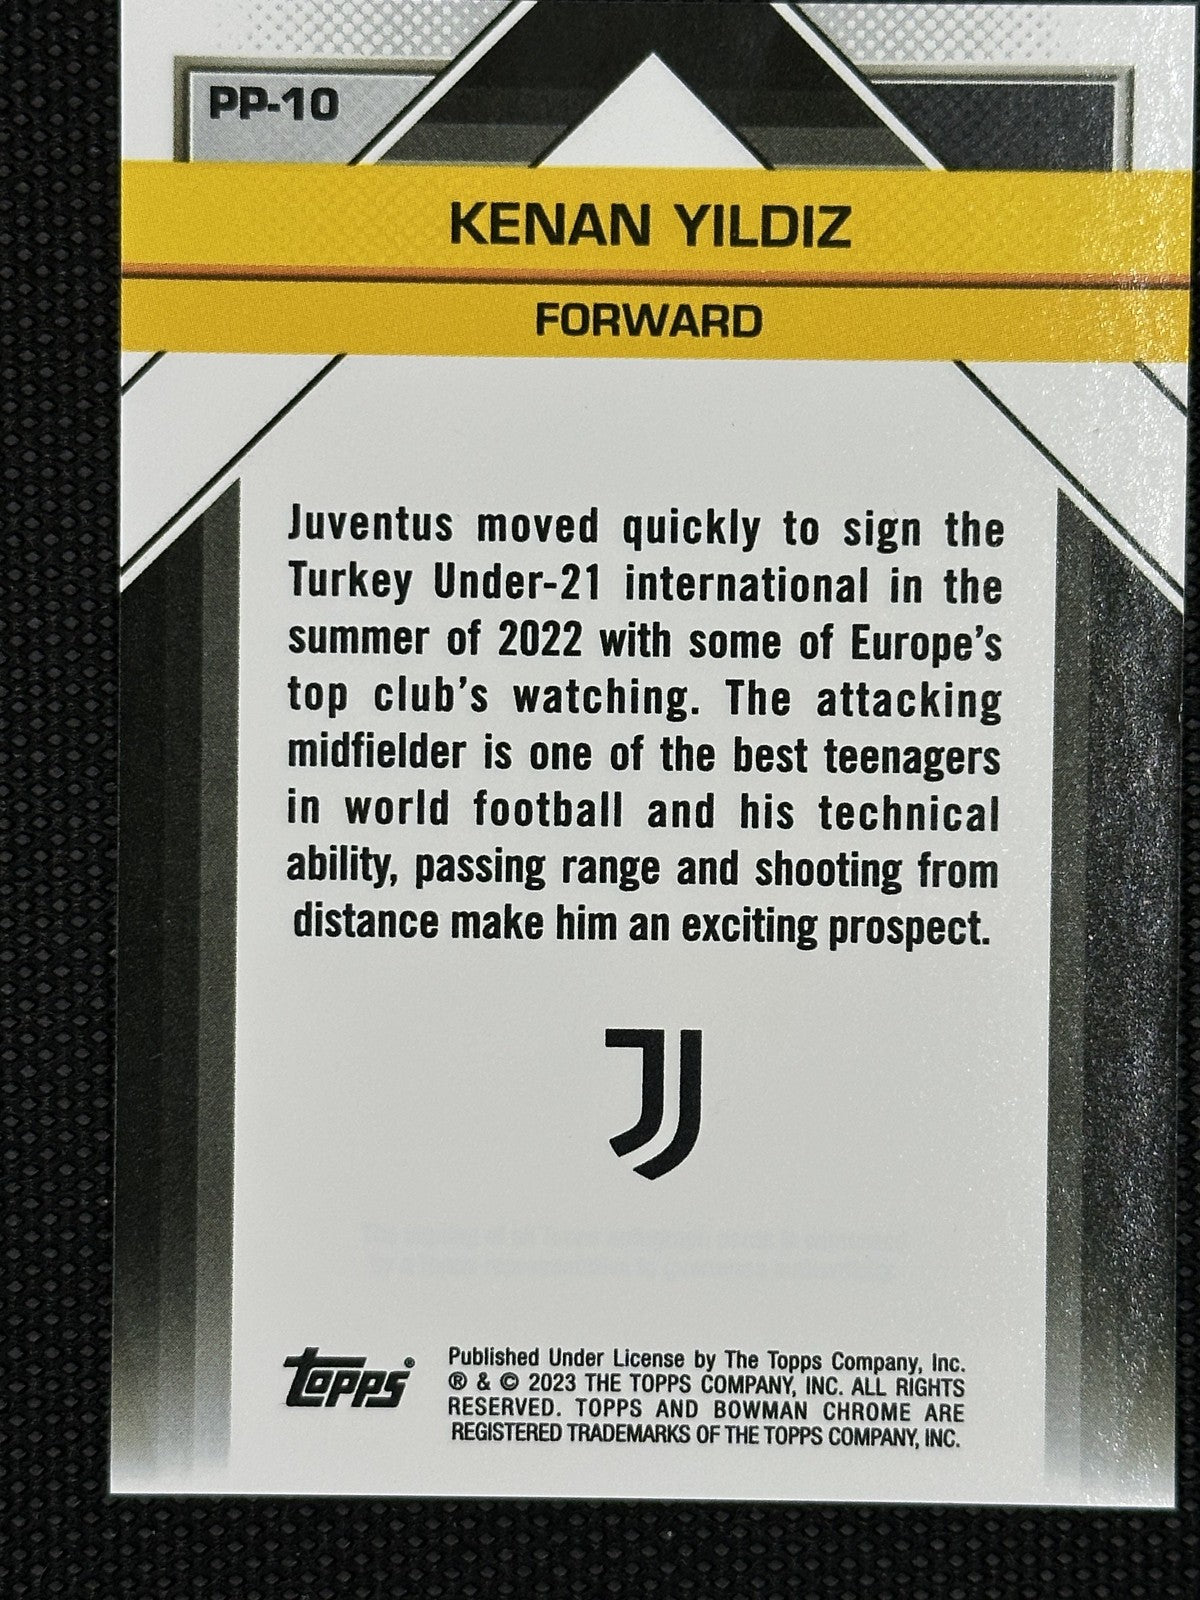 PP-10
KENAN YILDIZ
FORWARD
Juventus moved quickly to sign the
Turkey Under-21 international in the
summer of 2022 with some of Europe's
top club's watching. The attacking
midfielder is one of the best teenagers
in world football and his technical
ability, passing range and shooting from
distance make him an exciting prospect.
topps®
Published Under License by The Topps Company, Inc.
® & © 2023 THE TOPPS COMPANY, INC. ALL RIGHTS
RESERVED. TOPPS AND BOWMAN CHROME ARE
REGISTERED TRADEMARKS OF THE TOPPS COMPANY, INC.